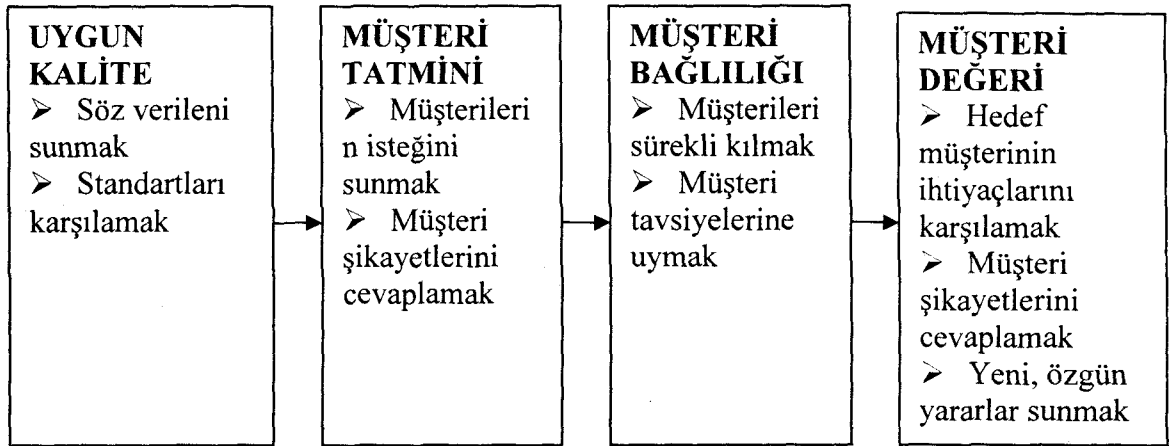 UYGUN
KALİTE
➢ Söz verileni
sunmak
➢ Standartları
karşılamak
MÜŞTERİ
TATMİNİ
➢ Müşterileri
n isteğini
sunmak
➢ Müşteri
şikayetlerini
cevaplamak
MÜŞTERİ
BAĞLILIĞI
➢ Müşterileri
sürekli kılmak
➢ Müşteri
tavsiyelerine
uymak
MÜŞTERİ
DEĞERİ
➢ Hedef
müşterinin
ihtiyaçlarını
karşılamak
➢ Müşteri
şikayetlerini
cevaplamak
➢ Yeni, özgün
yararlar sunmak